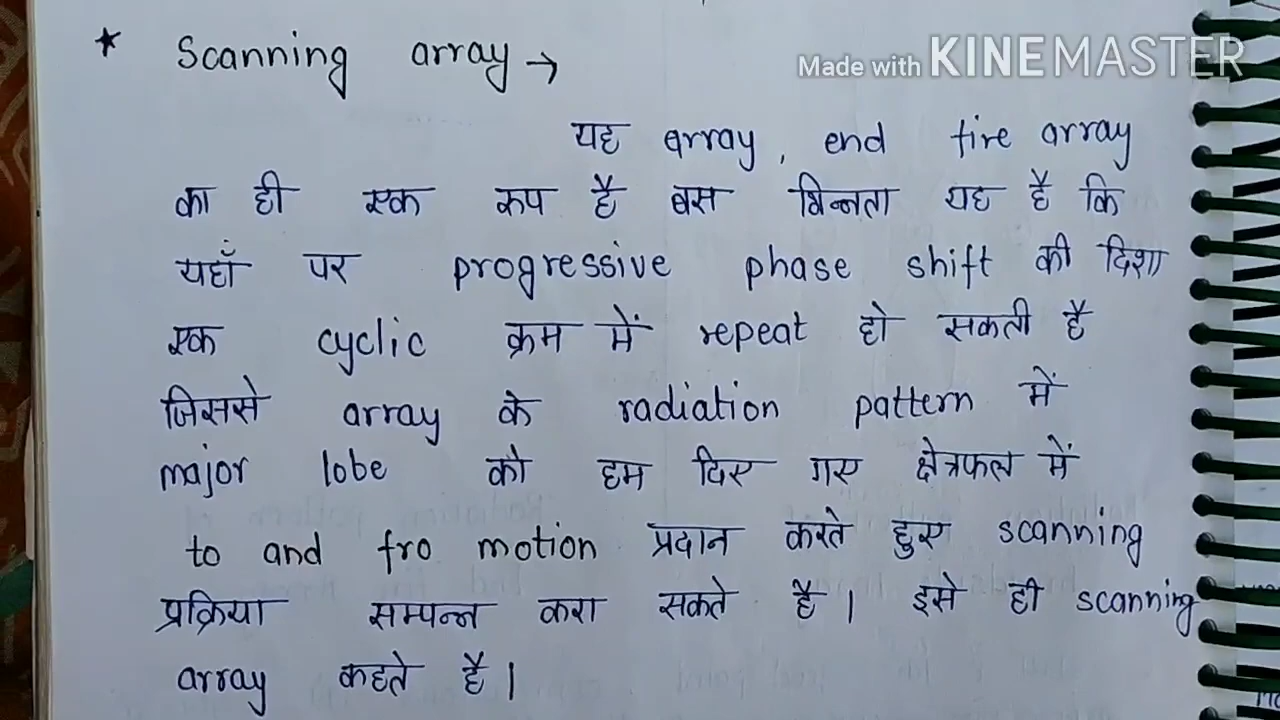 * Scanning array →
Made with KINEMASTER
यह array, end fire array
का ही एक रूप है बस भिन्नता यह है कि
यहाँ पर progressive phase shift की दिशा
एक cyclic क्रम में repeat हो सकती है
जिससे array के radiation pattern में
major lobe को हम दिए गए क्षेत्रफल में
to and fro motion प्रदान करते हुए scanning
प्रक्रिया सम्पन्न करा सकते है। इसे ही scanning
array कहते है।